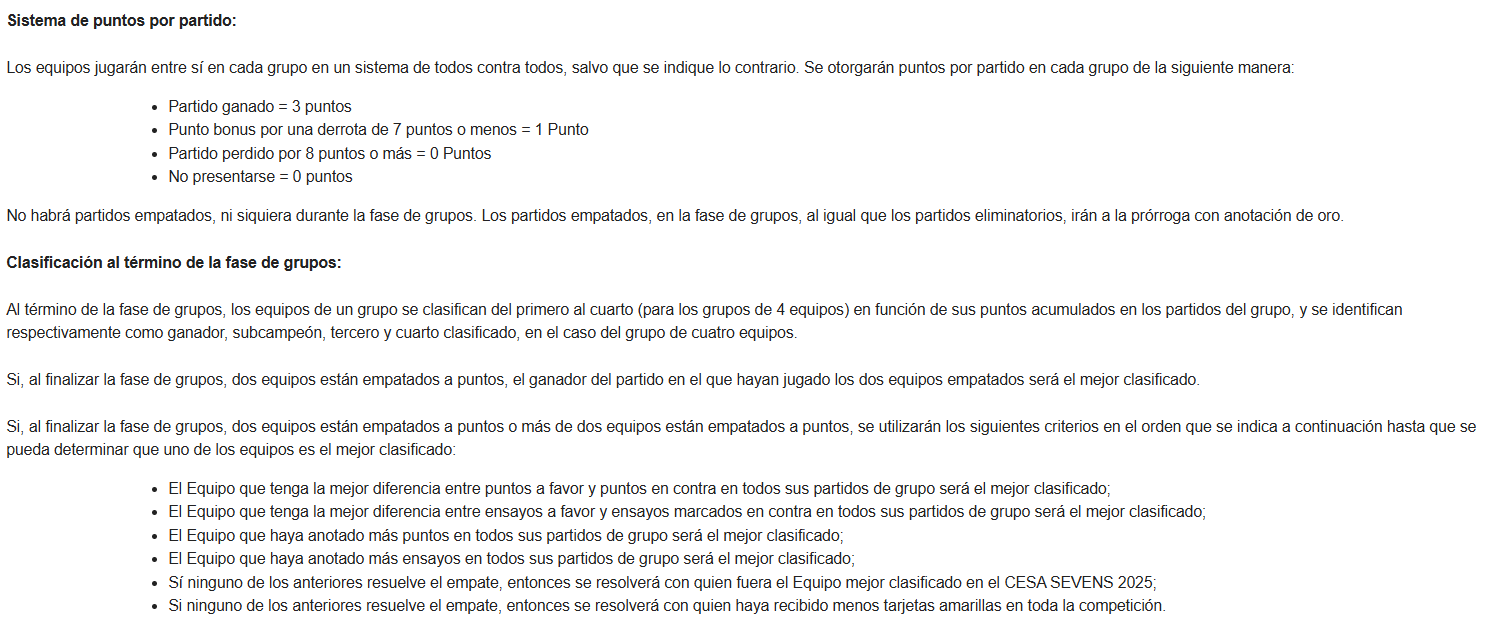 Sistema de puntos por partido:
Los equipos jugarán entre sí en cada grupo en un sistema de todos contra todos, salvo que se indique lo contrario. Se otorgarán puntos por partido en cada grupo de la siguiente manera:
• Partido ganado = 3 puntos
• Punto bonus por una derrota de 7 puntos o menos = 1 Punto
• Partido perdido por 8 puntos o más = 0 Puntos
• No presentarse = 0 puntos
No habrá partidos empatados, ni siquiera durante la fase de grupos. Los partidos empatados, en la fase de grupos, al igual que los partidos eliminatorios, irán a la prórroga con anotación de oro.
Clasificación al término de la fase de grupos:
Al término de la fase de grupos, los equipos de un grupo se clasifican del primero al cuarto (para los grupos de 4 equipos) en función de sus puntos acumulados en los partidos del grupo, y se identifican
respectivamente como ganador, subcampeón, tercero y cuarto clasificado, en el caso del grupo de cuatro equipos.
Si, al finalizar la fase de grupos, dos equipos están empatados a puntos, el ganador del partido en el que hayan jugado los dos equipos empatados será el mejor clasificado.
Si, al finalizar la fase de grupos, dos equipos están empatados a puntos o más de dos equipos están empatados a puntos, se utilizarán los siguientes criterios en el orden que se indica a continuación hasta que se
pueda determinar que uno de los equipos es el mejor clasificado:
• El Equipo que tenga la mejor diferencia entre puntos a favor y puntos en contra en todos sus partidos de grupo será el mejor clasificado;
• El Equipo que tenga la mejor diferencia entre ensayos a favor y ensayos marcados en contra en todos sus partidos de grupo será el mejor clasificado;
• El Equipo que haya anotado más puntos en todos sus partidos de grupo será el mejor clasificado;
• El Equipo que haya anotado más ensayos en todos sus partidos de grupo será el mejor clasificado;
• Sí ninguno de los anteriores resuelve el empate, entonces se resolverá con quien fuera el Equipo mejor clasificado en el CESA SEVENS 2025;
• Si ninguno de los anteriores resuelve el empate, entonces se resolverá con quien haya recibido menos tarjetas amarillas en toda la competición.